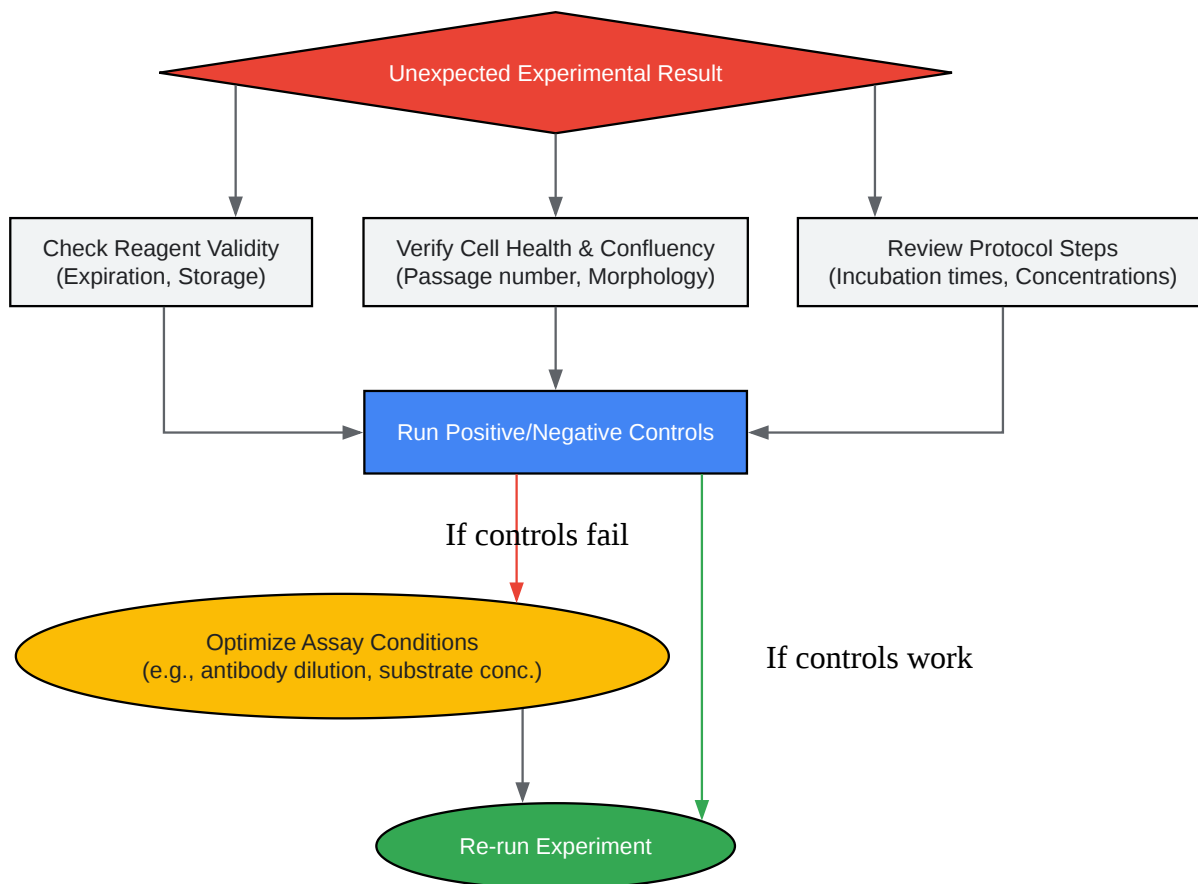 Unexpected Experimental Result
Check Reagent Validity
(Expiration, Storage)
Verify Cell Health & Confluency
(Passage number, Morphology)
Review Protocol Steps
(Incubation times, Concentrations)
Run Positive/Negative Controls
If controls fail
Optimize Assay Conditions
(e.g., antibody dilution, substrate conc.)
If controls work
Re-run Experiment